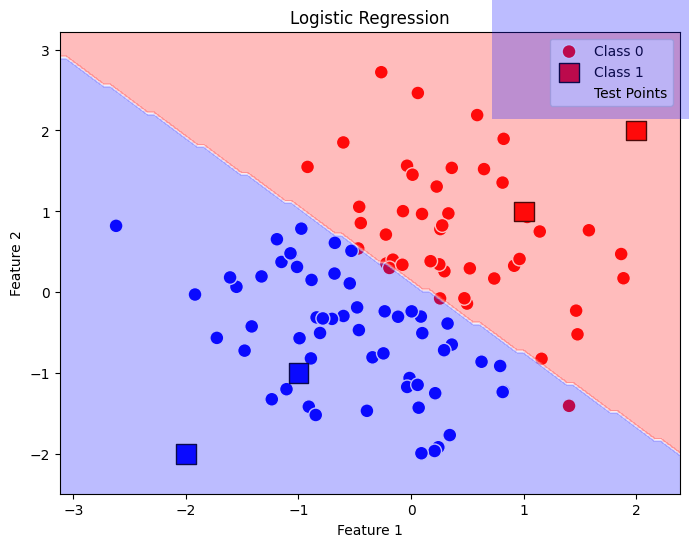 Logistic Regression
Class 0
Class 1
Test Points
Feature 2
3
2
1
0
−1
−2
−3
−2
−1
0
1
2
Feature 1